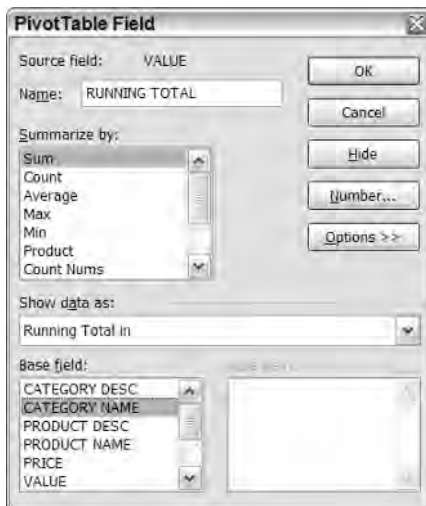 PivotTable Field
Source field: VALUE
Name: RUNNING TOTAL
Summarize by:
Sum
Count
Average
Max
Min
Product
Count Nums
OK
Cancel
Hide
Number...
Options >>
Show data as:
Running Total in
Base field:
CATEGORY DESC
CATEGORY NAME
PRODUCT DESC
PRODUCT NAME
PRICE
VALUE